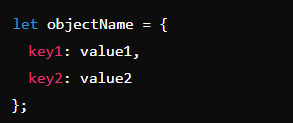 let objectName = {
  key1: value1,
  key2: value2
};